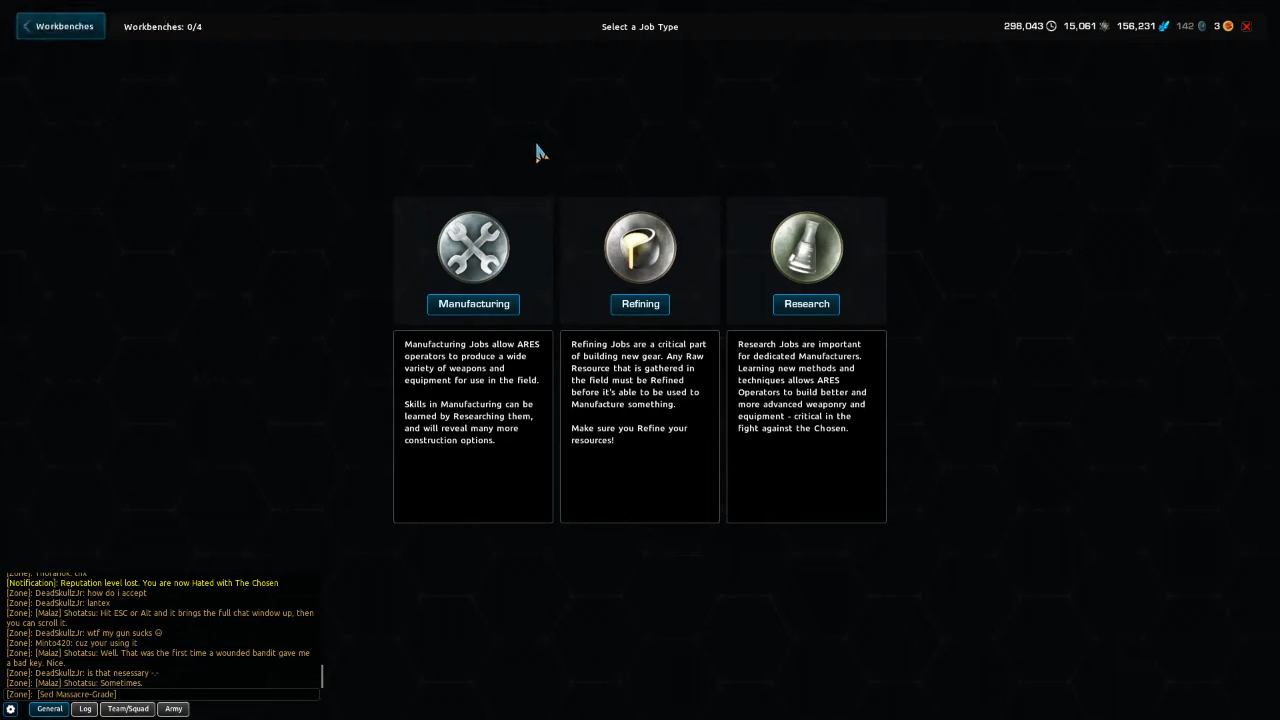 Workbenches
Workbenches: 0/4
Select a Job Type
298,043 15,061 156,231 142 3
Manufacturing
Refining
Research
Manufacturing Jobs allow ARES
operators to produce a wide
variety of weapons and
equipment for use in the field.
Skills in Manufacturing can be
learned by Researching them,
and will reveal many more
construction options.
Refining Jobs are a critical part
of building new gear. Any Raw
Resource that is gathered in
the field must be Refined
before it's able to be used to
Manufacture something.
Make sure you Refine your
resources!
Research Jobs are important
for dedicated Manufacturers.
Learning new methods and
techniques allows ARES
Operators to build better and
more advanced weaponry and
equipment - critical in the
fight against the Chosen.
[Notification]: Reputation level lost. You are now Hated with The Chosen
[Zone]: DeadSkullzJr: how do i accept
[Zone]: DeadSkullzJr: lantex
[Zone]: [Malaz] Shotatsu: Hit ESC or Alt and it brings the full chat window up, then
you can scroll it.
[Zone]: DeadSkullzJr: wtf my gun sucks ☹
[Zone]: Minto420: cuz your using it
[Zone]: [Malaz] Shotatsu: Well. That was the first time a wounded bandit gave me
a bad key. Nice.
[Zone]: DeadSkullzJr: is that nesessary -.-
[Zone]: [Malaz] Shotatsu: Sometimes.
[Zone]: [Sed Massacre-Grade]
General Log Team/Squad Army